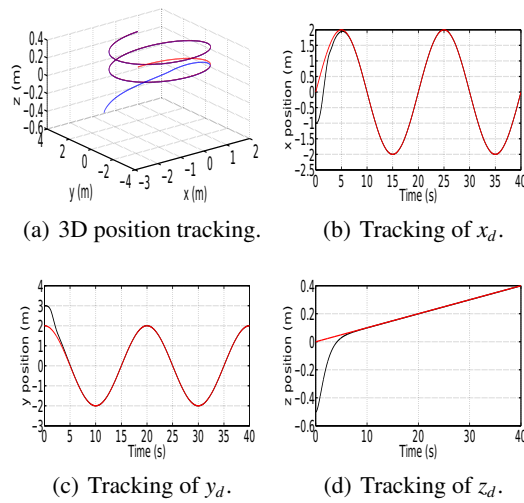 0.4
0.2
0
−0.2
−0.4
−0.6
z (m)
4
2
0
−2
−4
y (m)
−3
−2
−1
0
1
2
x (m)
(a) 3D position tracking.
2
1.5
1
0.5
0
−0.5
−1
−1.5
−2
−2.5
x position (m)
0 5 10 15 20 25 30 35 40
Time (s)
(b) Tracking of x_d.
4
3
2
1
0
−1
−2
−3
y position (m)
0 5 10 15 20 25 30 35 40
Time (s)
(c) Tracking of y_d.
0.4
0.2
0
−0.2
−0.4
−0.6
z position (m)
0 10 20 30 40
Time (s)
(d) Tracking of z_d.